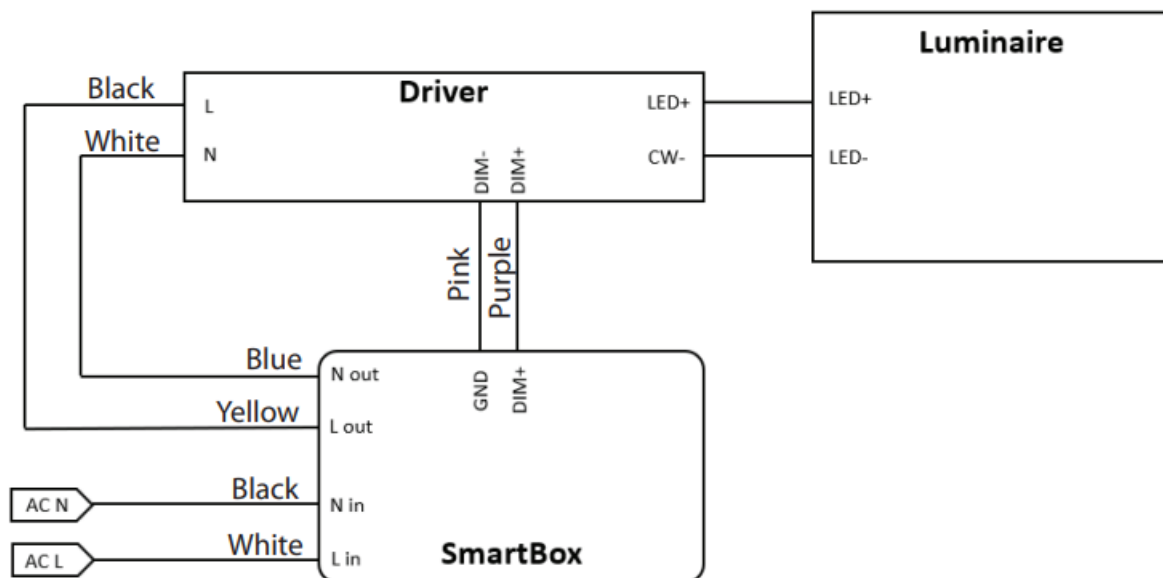 Luminaire
Driver
Black
L
LED+
LED+
White
N
CW-
LED-
DIM-
DIM+
Pink
Purple
Blue
N out
GND
DIM+
Yellow
L out
AC N
Black
N in
AC L
White
L in
SmartBox